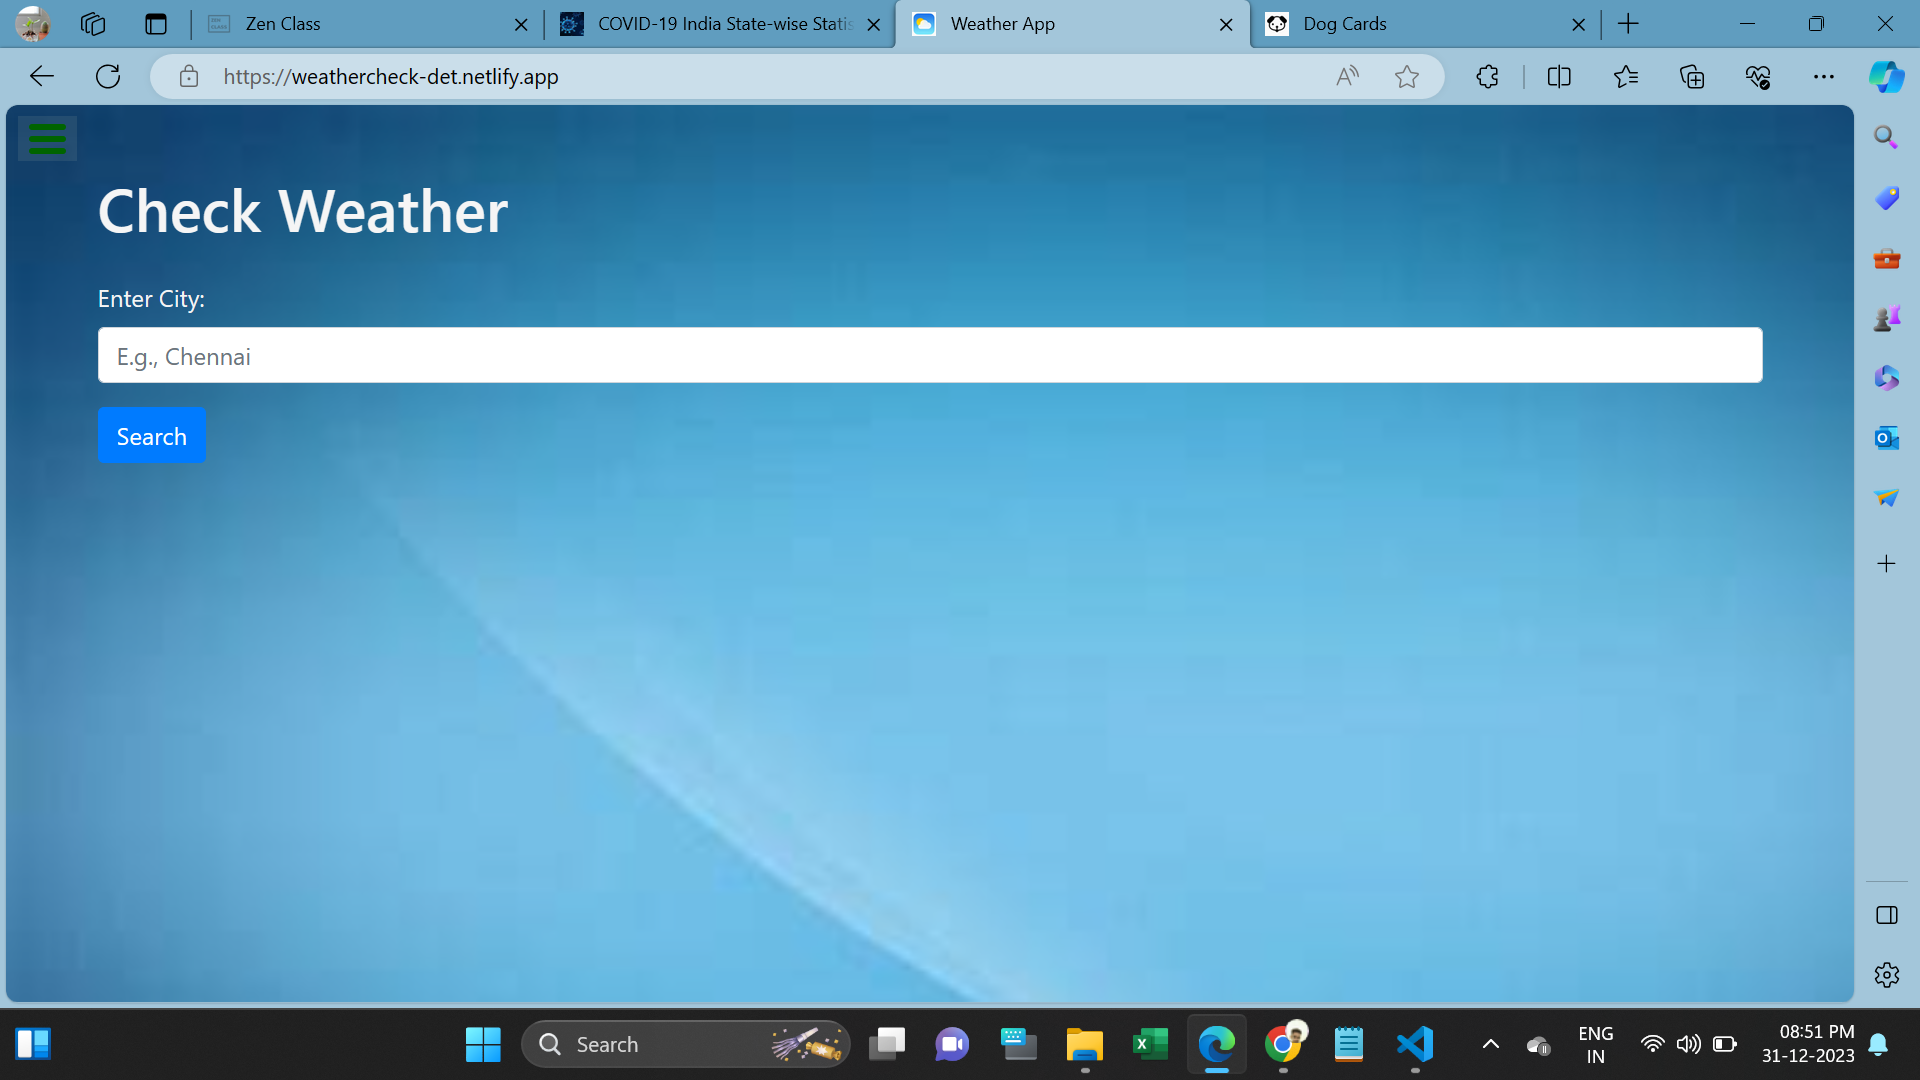 Zen Class
COVID-19 India State-wise Statis
Weather App
Dog Cards
https://weathercheck-det.netlify.app
Check Weather
Enter City:
E.g., Chennai
Search
Search
ENG
IN
08:51 PM
31-12-2023